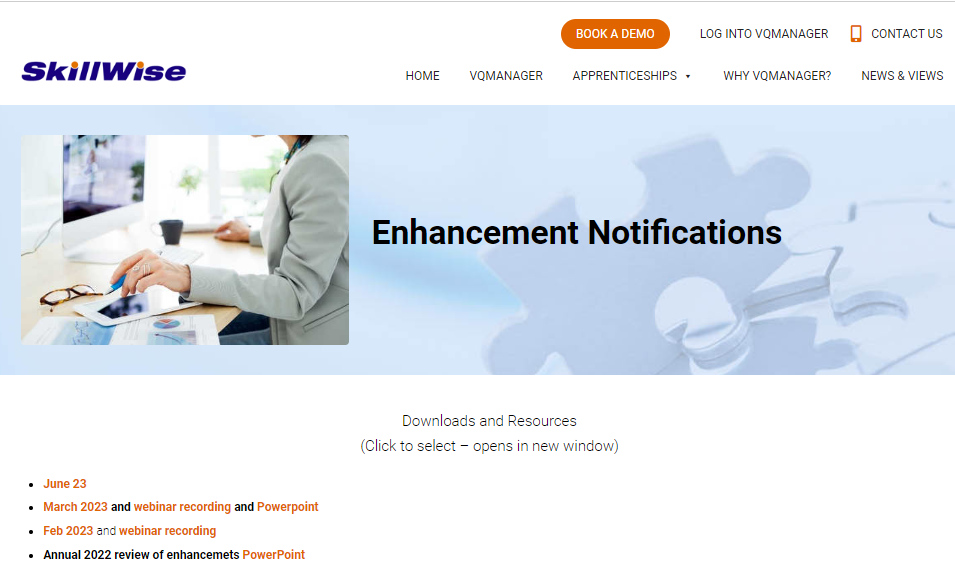 BOOK A DEMO LOG INTO VQMANAGER CONTACT US
SkillWise
HOME VQMANAGER APPRENTICESHIPS WHY VQMANAGER? NEWS & VIEWS
Enhancement Notifications
Downloads and Resources
(Click to select – opens in new window)
June 23
March 2023 and webinar recording and Powerpoint
Feb 2023 and webinar recording
Annual 2022 review of enhancemets PowerPoint